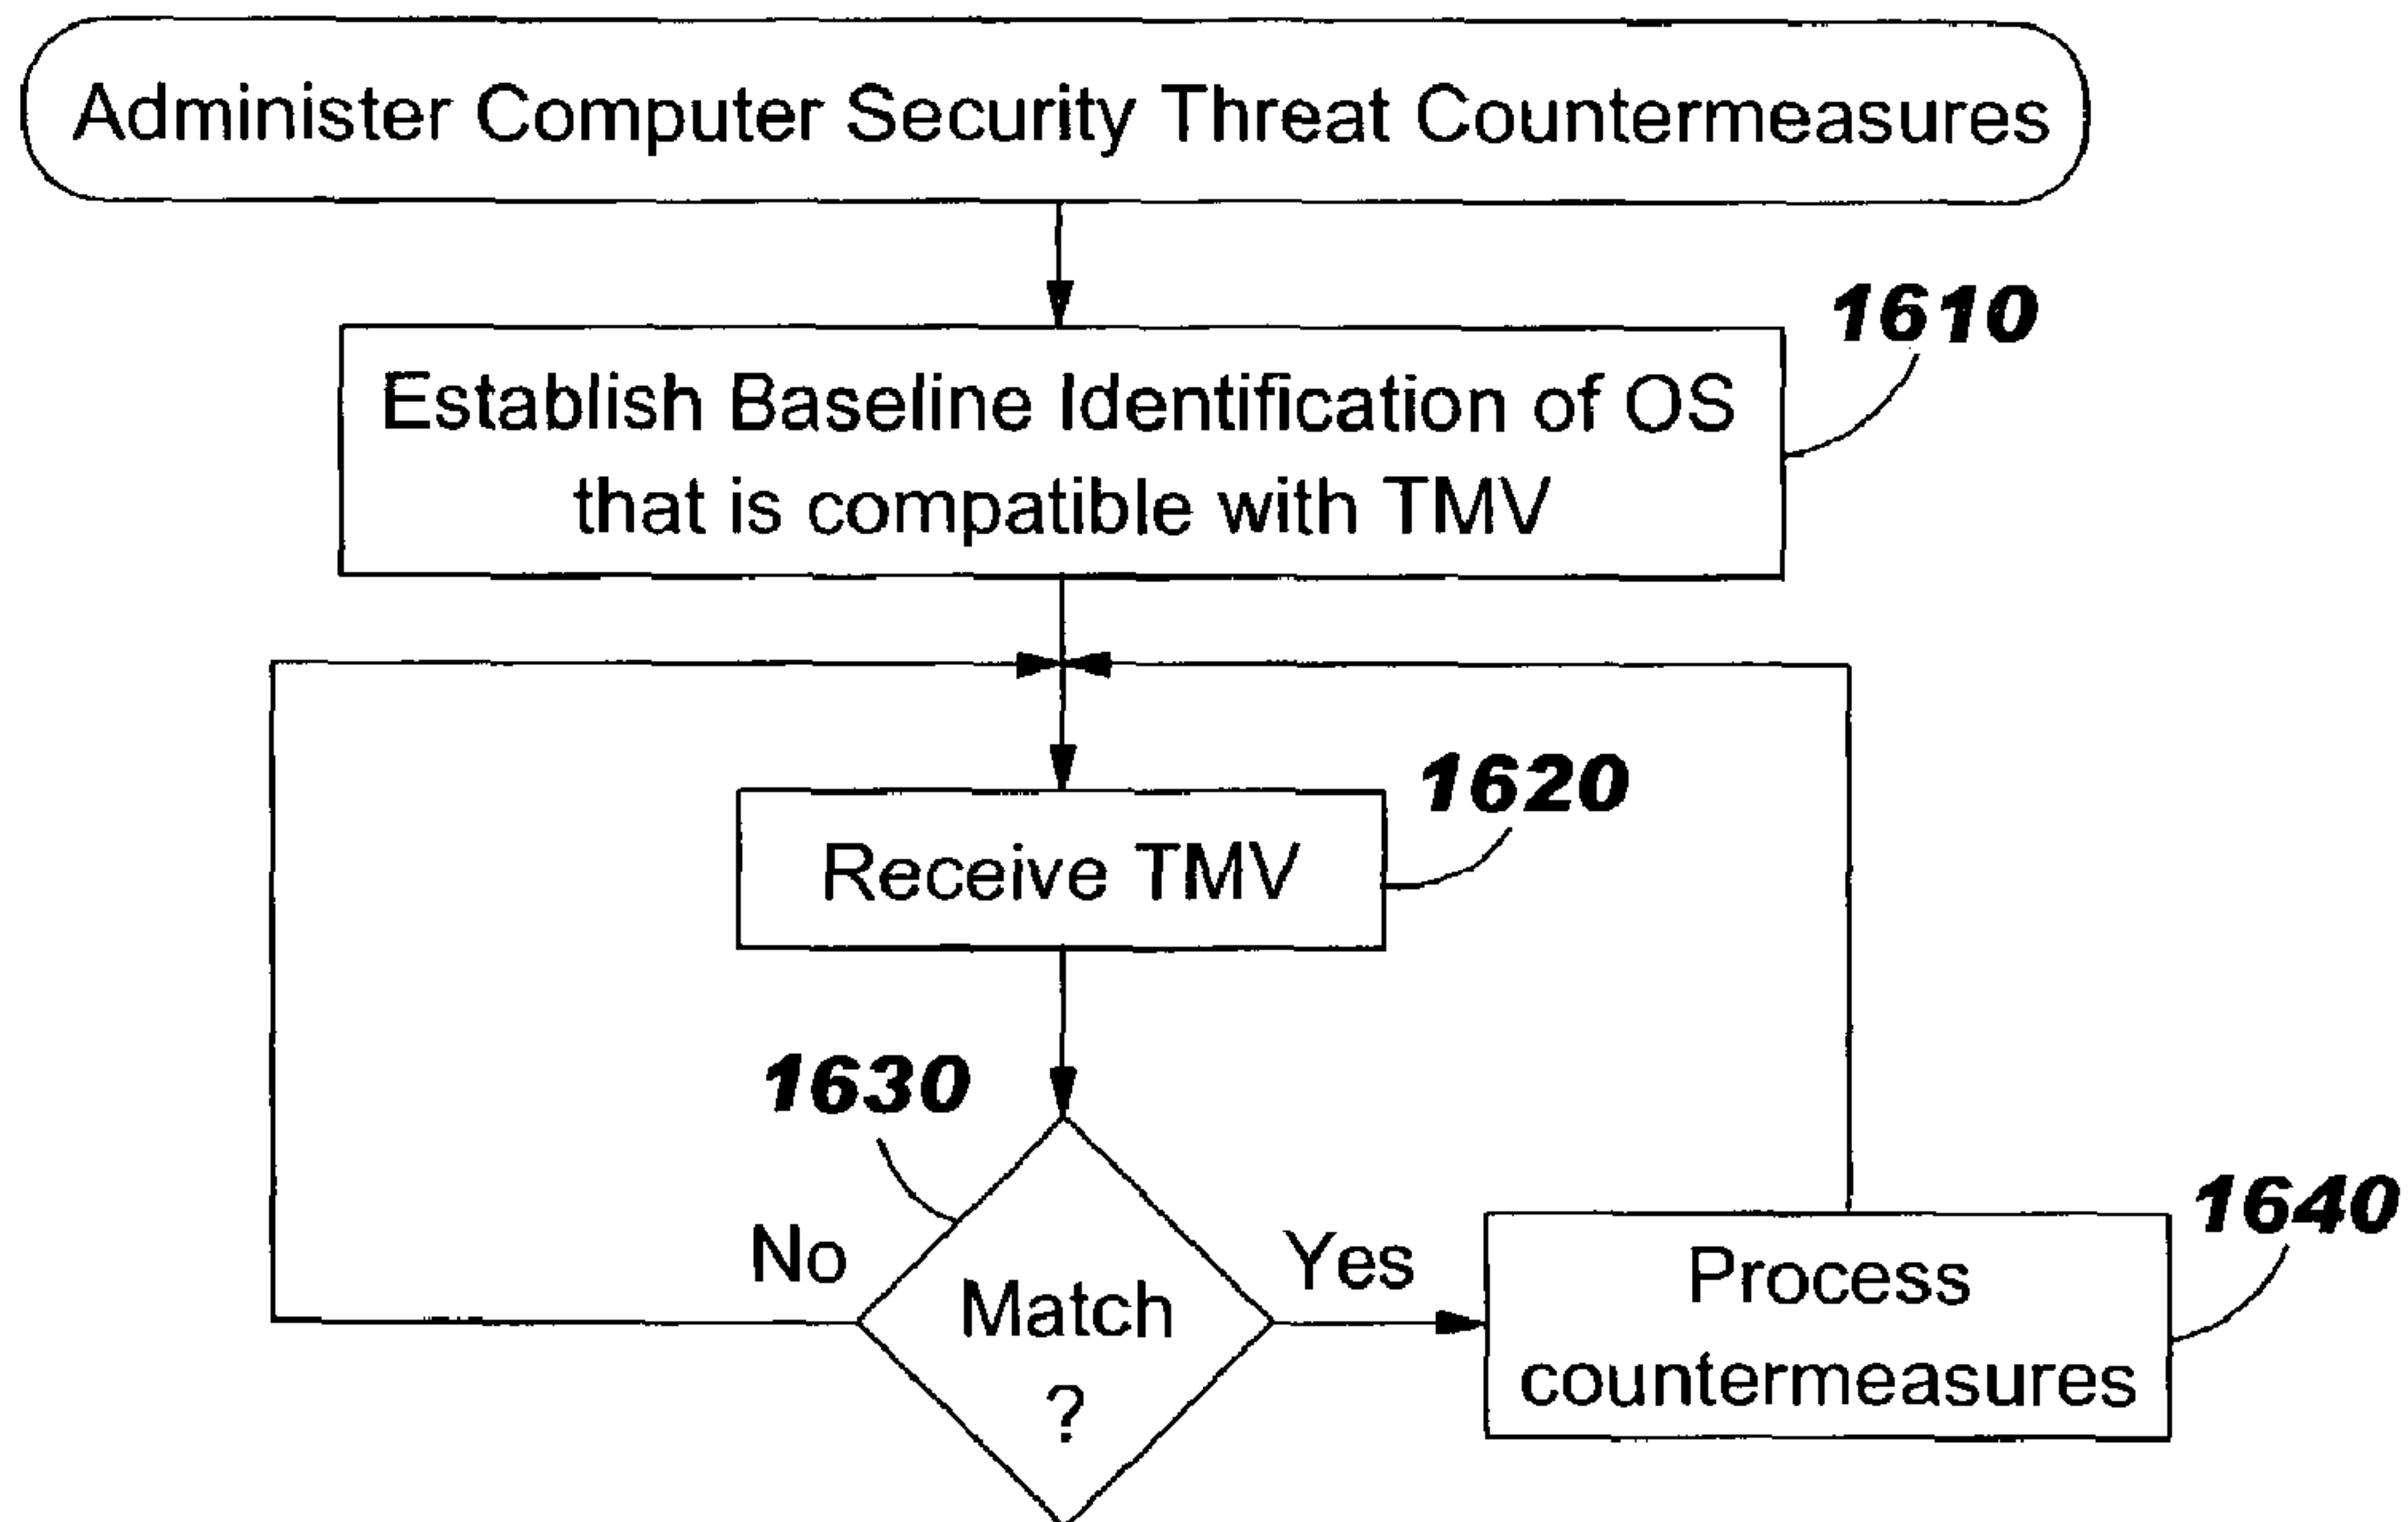 Administer Computer Security Threat Countermeasures
1610
Establish Baseline Identification of OS
that is compatible with TMV
1620
Receive TMV
1630
No
Yes
Match
?
1640
Process
countermeasures